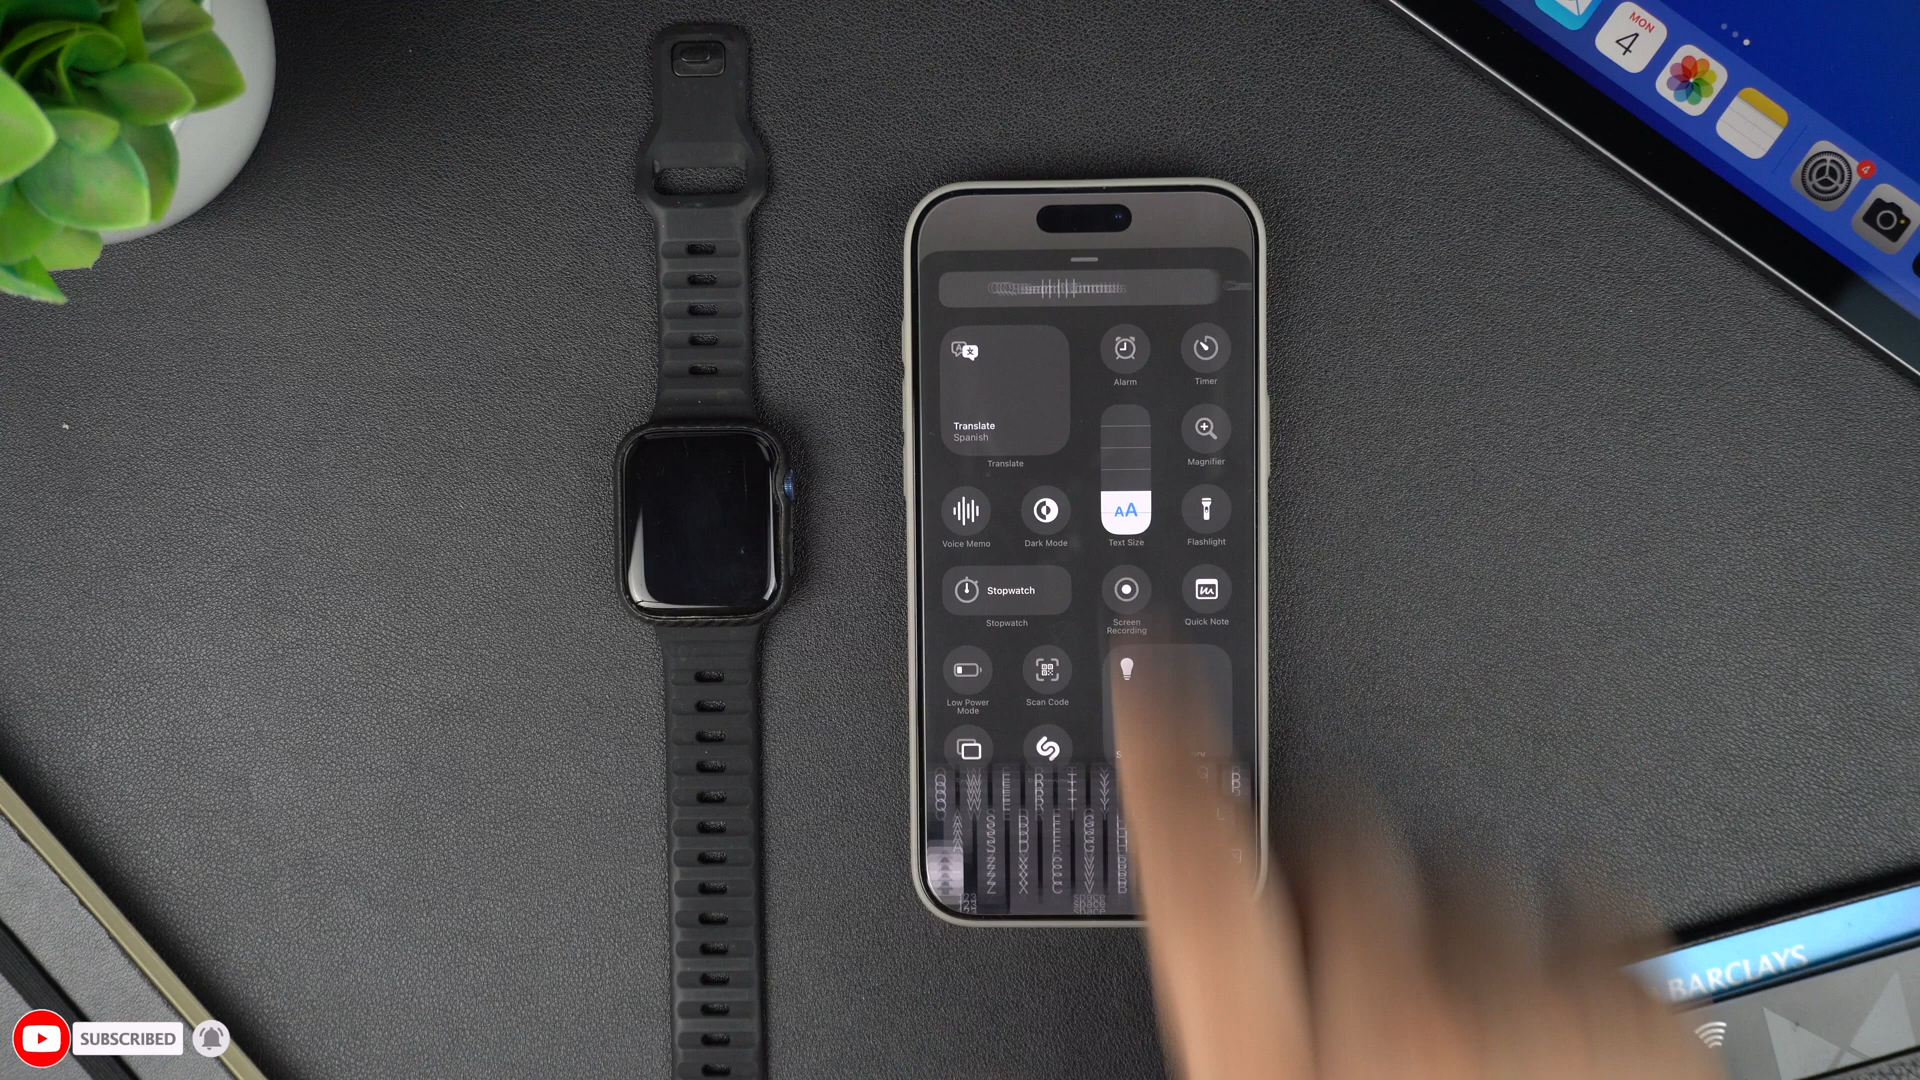 MON
4
4
Alarm
Timer
Translate
Spanish
Translate
Magnifier
Voice Memo
Dark Mode
AA
Text Size
Flashlight
Stopwatch
Stopwatch
Screen
Recording
Quick Note
Low Power
Mode
Scan Code
BARCLAYS
SUBSCRIBED